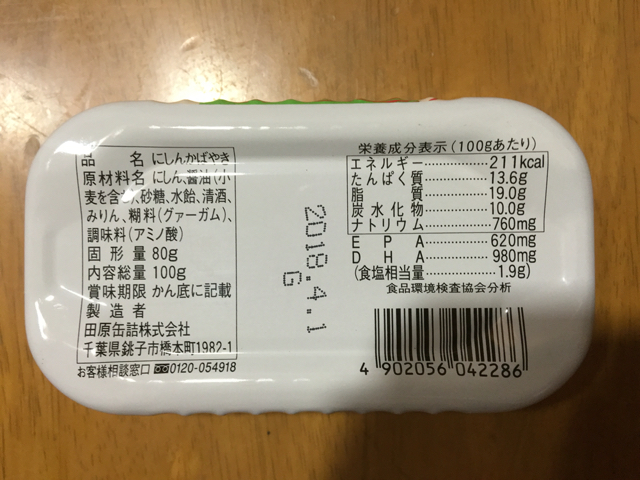 品名 にしんかばやき
原材料名 にしん、醤油(小
麦を含む)、砂糖、水飴、清酒、
みりん、糊料(グァーガム)、
調味料(アミノ酸)
固形量 80g
内容総量 100g
賞味期限 かん底に記載
製造者
田原缶詰株式会社
千葉県銚子市橋本町1982-1
お客様相談窓口 0120-054918
2018.4.1
G
栄養成分表示(100gあたり)
エネルギー……………211kcal
たんぱく質……………13.6g
脂質……………19.0g
炭水化物……………10.0g
ナトリウム……………760mg
EPA……………620mg
DHA……………980mg
(食塩相当量……………1.9g)
食品環境検査協会分析
4 902056 042286